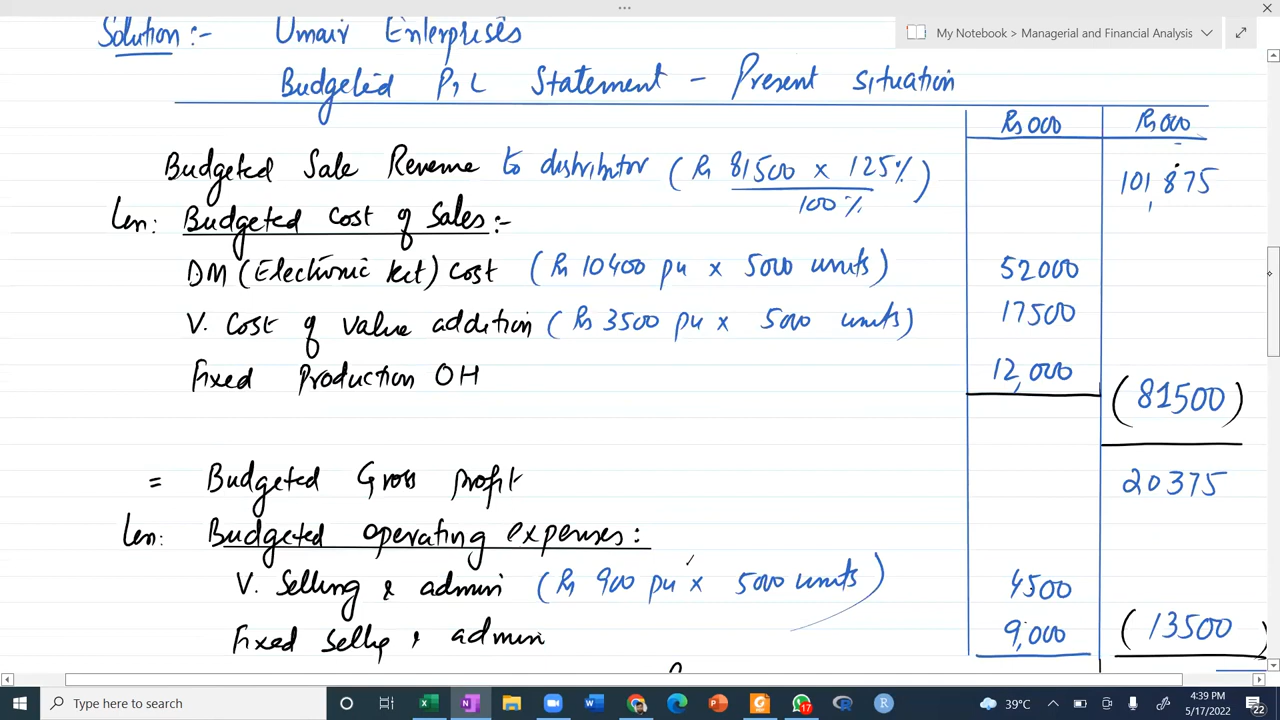 My Notebook > Managerial and Financial Analysis
Solution :- Umair Enterprises
Budgeted P,L Statement - Present situation
Rs 000 Rs 000
Budgeted Sale Revenue to distributor (Rs 81500 x 125% / 100%) 101,875
Len: Budgeted Cost of Sales:-
DM (Electronic kit) Cost (Rs 10400 pu x 5000 units) 52000
V. Cost of value addition (Rs 3500 pu x 5000 units) 17500
Fixed Production OH 12,000 (81500)
= Budgeted Gross profit 20375
Len: Budgeted operating expenses:
V. Selling & admin (Rs 900 pu x 5000 units) 4500
Fixed selling & admin 9,000 (13500)
Type here to search
39°C
4:39 PM
5/17/2022
17
22